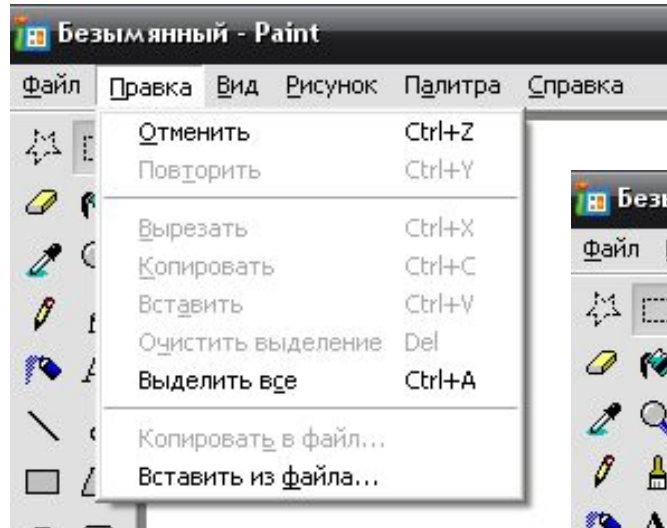 Безымянный - Paint
Файл Правка Вид Рисунок Палитра Справка
Отменить Ctrl+Z
Повторить Ctrl+Y
Вырезать Ctrl+X
Копировать Ctrl+C
Вставить Ctrl+V
Очистить выделение Del
Выделить все Ctrl+A
Копировать в файл...
Вставить из файла...
Файл